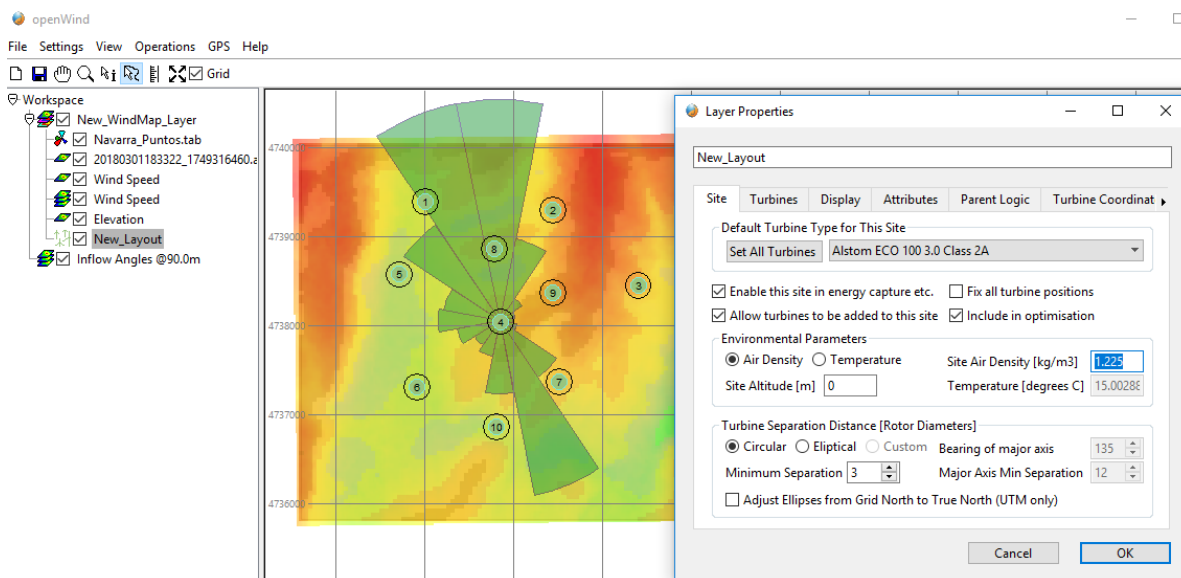 openWind
File Settings View Operations GPS Help
Grid
Workspace
New_WindMap_Layer
Navarra_Puntos.tab
20180301183322_1749316460.a
Wind Speed
Wind Speed
Elevation
New_Layout
Inflow Angles @90.0m
4740000
4739000
4738000
4737000
4736000
1
2
8
5
3
9
4
7
6
10
Layer Properties
New_Layout
Site Turbines Display Attributes Parent Logic Turbine Coordinat
Default Turbine Type for This Site
Set All Turbines Alstom ECO 100 3.0 Class 2A
Enable this site in energy capture etc. Fix all turbine positions
Allow turbines to be added to this site Include in optimisation
Environmental Parameters
Air Density Temperature Site Air Density [kg/m3] 1.225
Site Altitude [m] 0 Temperature [degrees C] 15.00288
Turbine Separation Distance [Rotor Diameters]
Circular Eliptical Custom Bearing of major axis 135
Minimum Separation 3 Major Axis Min Separation 12
Adjust Ellipses from Grid North to True North (UTM only)
Cancel OK